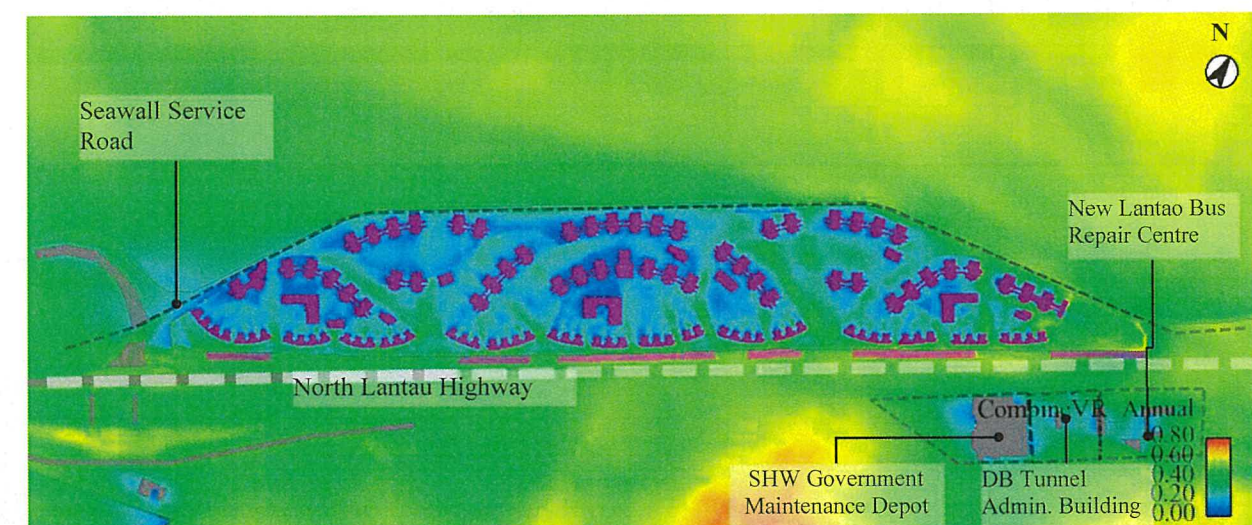 N
Seawall Service
Road
New Lantao Bus
Repair Centre
North Lantau Highway
Combin VR Annual
0.80
0.60
0.40
0.20
0.00
SHW Government
Maintenance Depot
DB Tunnel
Admin. Building